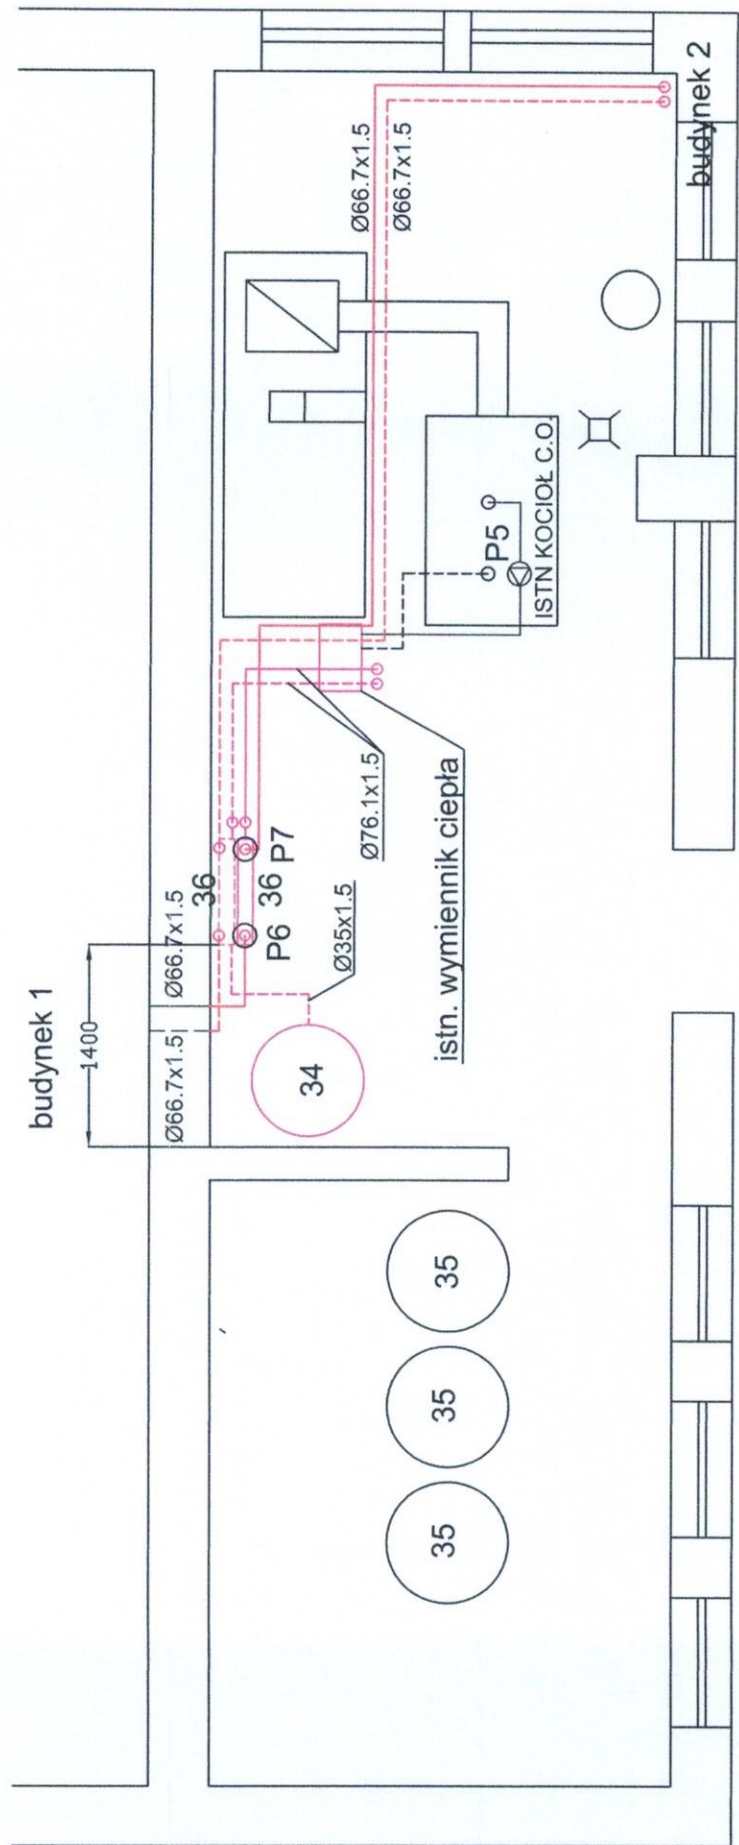 budynek 1
1400
Ø66.7x1.5
Ø66.7x1.5
36
36
P6
P7
34
Ø35x1.5
Ø76.1x1.5
istn. wymiennik ciepła
P5
ISTN KOCIOŁ C.O.
Ø66.7x1.5
Ø66.7x1.5
budynek 2
35
35
35